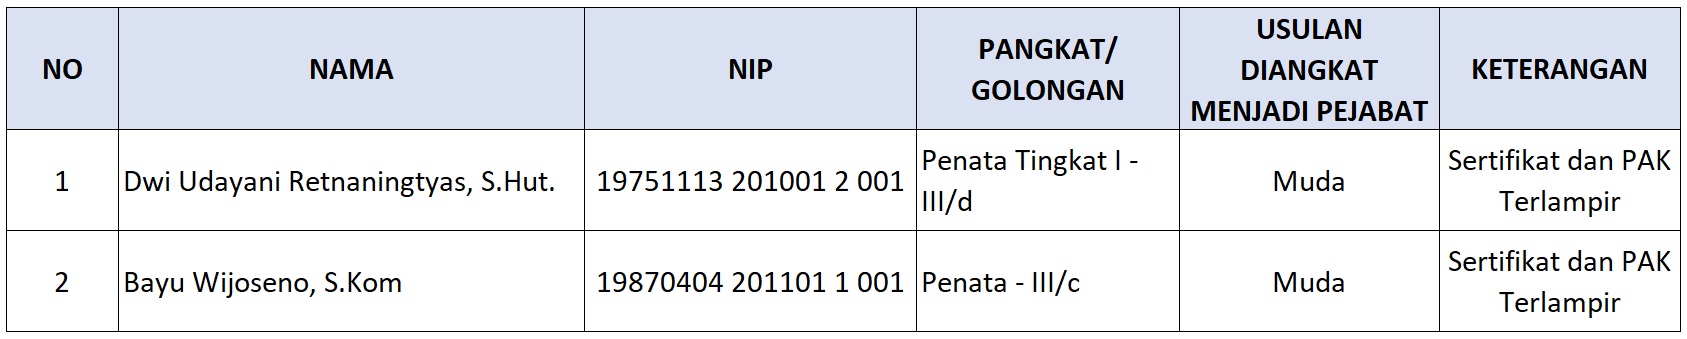 NO
NAMA
NIP
PANGKAT/
GOLONGAN
USULAN
DIANGKAT
MENJADI PEJABAT
KETERANGAN
1
Dwi Udayani Retnaningtyas, S.Hut.
19751113 201001 2 001
Penata Tingkat I -
III/d
Muda
Sertifikat dan PAK
Terlampir
2
Bayu Wijoseno, S.Kom
19870404 201101 1 001
Penata - III/c
Muda
Sertifikat dan PAK
Terlampir